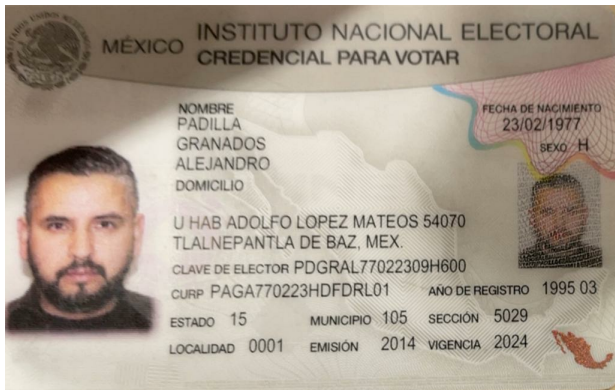 MÉXICO INSTITUTO NACIONAL ELECTORAL
CREDENCIAL PARA VOTAR
NOMBRE
PADILLA
GRANADOS
ALEJANDRO
FECHA DE NACIMIENTO
23/02/1977
SEXO H
DOMICILIO
U HAB ADOLFO LOPEZ MATEOS 54070
TLALNEPANTLA DE BAZ, MEX.
CLAVE DE ELECTOR PDGRAL77022309H600
CURP PAGA770223HDFDRL01 AÑO DE REGISTRO 1995 03
ESTADO 15 MUNICIPIO 105 SECCIÓN 5029
LOCALIDAD 0001 EMISIÓN 2014 VIGENCIA 2024